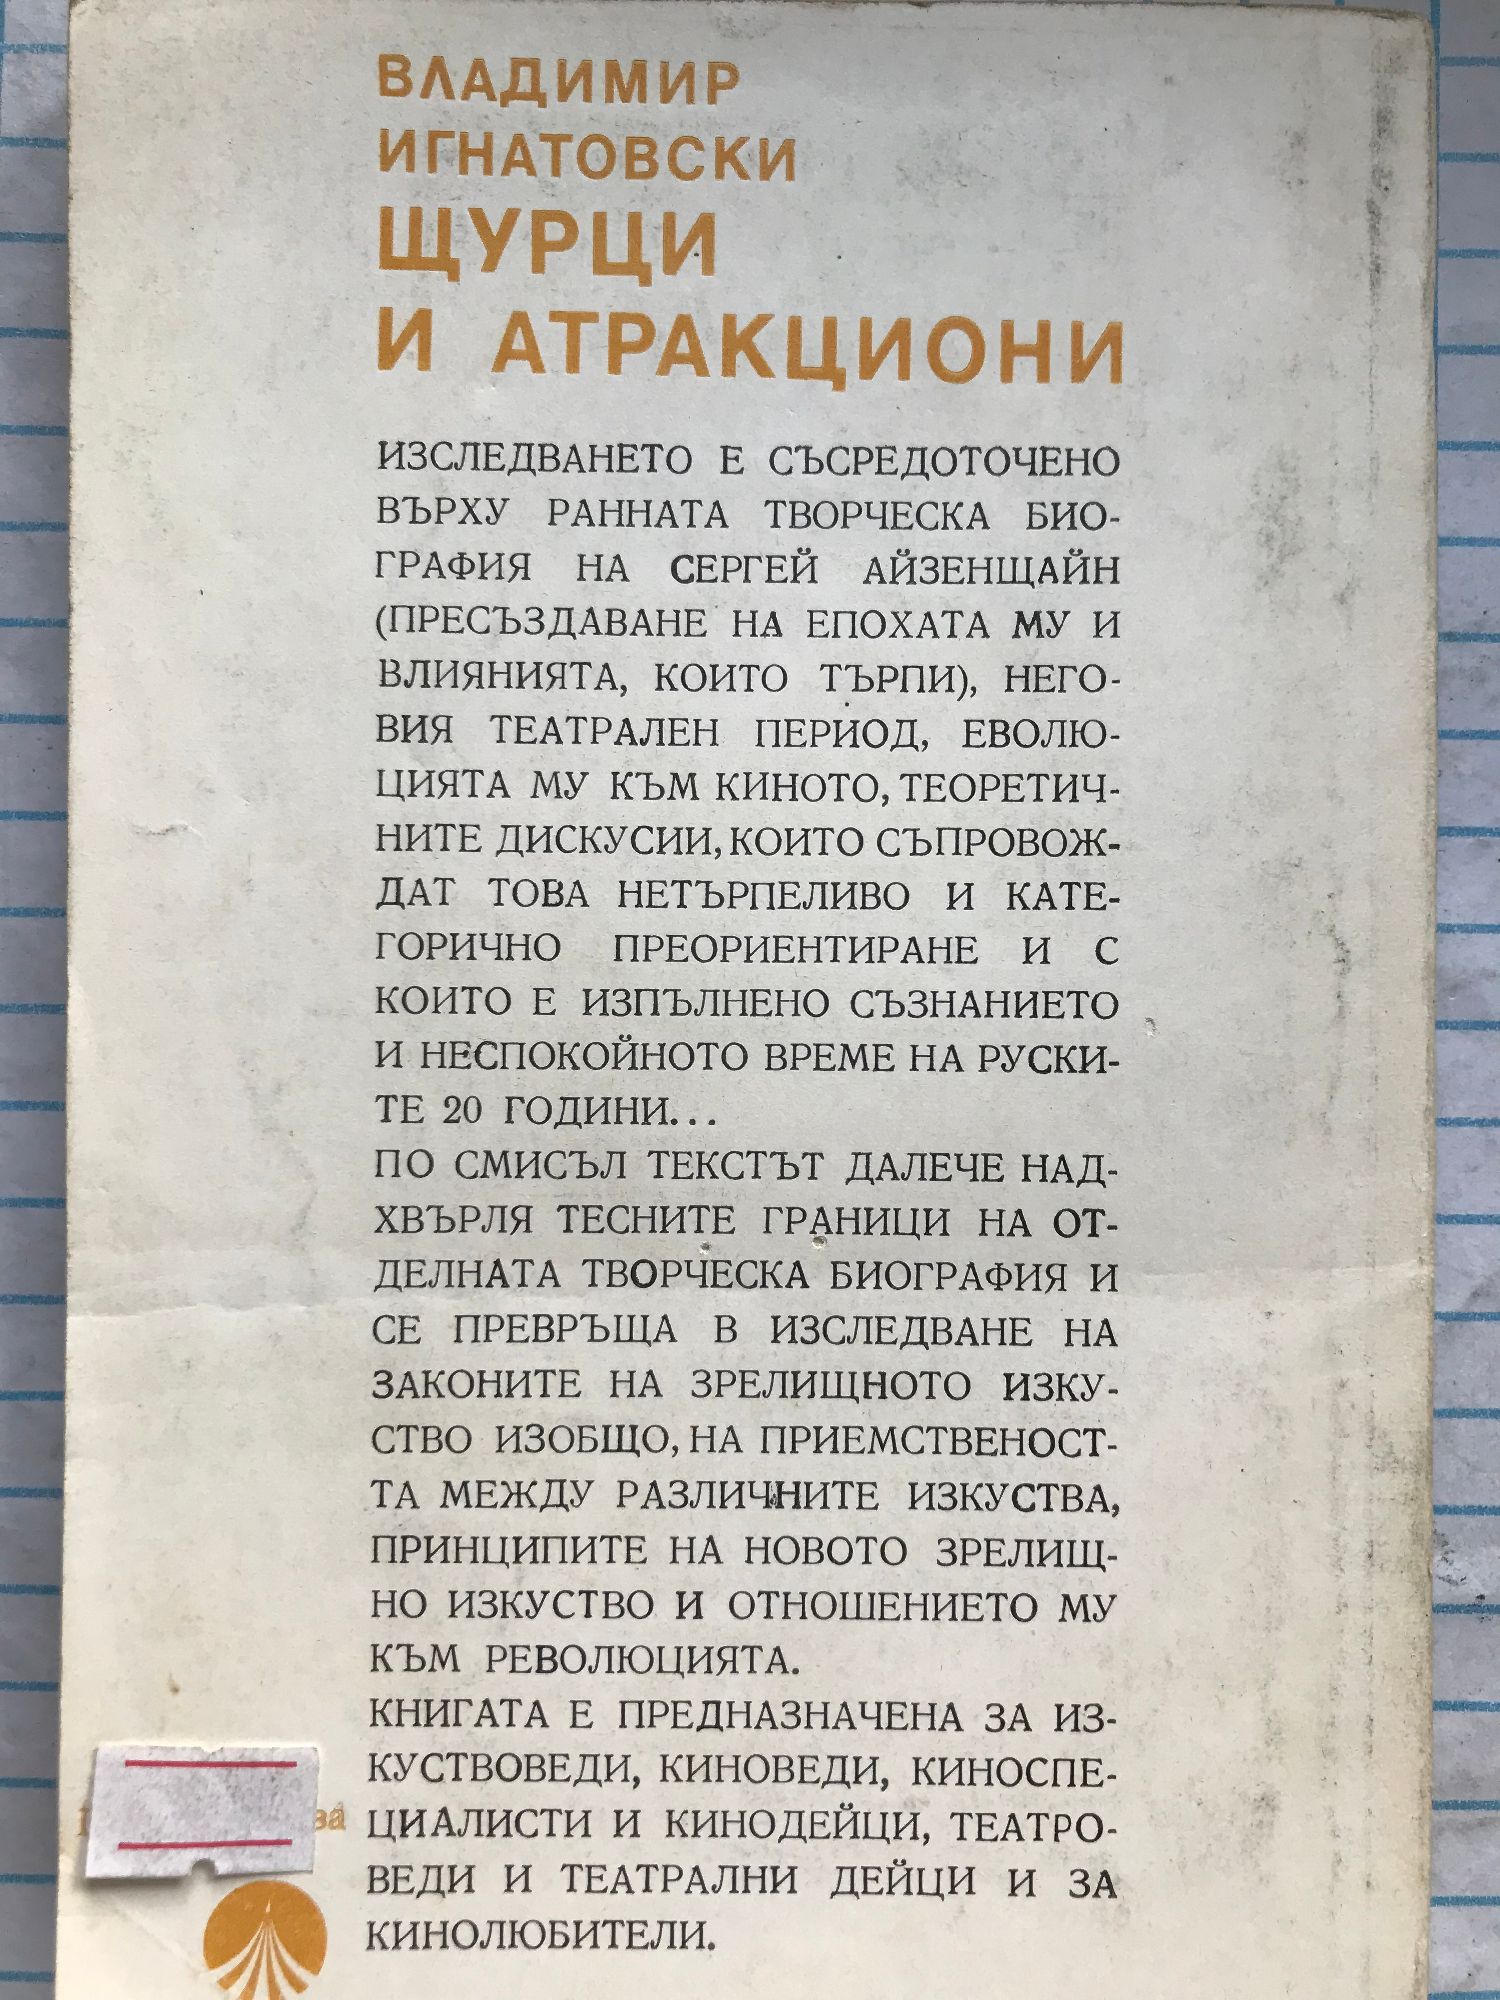 ВЛАДИМИР
ИГНАТОВСКИ
ЩУРЦИ
И АТРАКЦИОНИ
ИЗСЛЕДВАНЕТО Е СЪСРЕДОТОЧЕНО
ВЪРХУ РАННАТА ТВОРЧЕСКА БИО-
ГРАФИЯ НА СЕРГЕЙ АЙЗЕНЩАЙН
(ПРЕСЪЗДАВАНЕ НА ЕПОХАТА МУ И
ВЛИЯНИЯТА, КОИТО ТЪРПИ), НЕГО-
ВИЯ ТЕАТРАЛЕН ПЕРИОД, ЕВОЛЮ-
ЦИЯТА МУ КЪМ КИНОТО, ТЕОРЕТИЧ-
НИТЕ ДИСКУСИИ, КОИТО СЪПРОВОЖ-
ДАТ ТОВА НЕТЪРПЕЛИВО И КАТЕ-
ГОРИЧНО ПРЕОРИЕНТИРАНЕ И С
КОИТО Е ИЗПЪЛНЕНО СЪЗНАНИЕТО
И НЕСПОКОЙНОТО ВРЕМЕ НА РУСКИ-
ТЕ 20 ГОДИНИ...
ПО СМИСЪЛ ТЕКСТЪТ ДАЛЕЧЕ НАД-
ХВЪРЛЯ ТЕСНИТЕ ГРАНИЦИ НА ОТ-
ДЕЛНАТА ТВОРЧЕСКА БИОГРАФИЯ И
СЕ ПРЕВРЪЩА В ИЗСЛЕДВАНЕ НА
ЗАКОНИТЕ НА ЗРЕЛИЩНОТО ИЗКУ-
СТВО ИЗОБЩО, НА ПРИЕМСТВЕНОСТ-
ТА МЕЖДУ РАЗЛИЧНИТЕ ИЗКУСТВА,
ПРИНЦИПИТЕ НА НОВОТО ЗРЕЛИЩ-
НО ИЗКУСТВО И ОТНОШЕНИЕТО МУ
КЪМ РЕВОЛЮЦИЯТА.
КНИГАТА Е ПРЕДНАЗНАЧЕНА ЗА ИЗ-
КУСТВОВЕДИ, КИНОВЕДИ, КИНОСПЕ-
ЦИАЛИСТИ И КИНОДЕЙЦИ, ТЕАТРО-
ВЕДИ И ТЕАТРАЛНИ ДЕЙЦИ И ЗА
КИНОЛЮБИТЕЛИ.